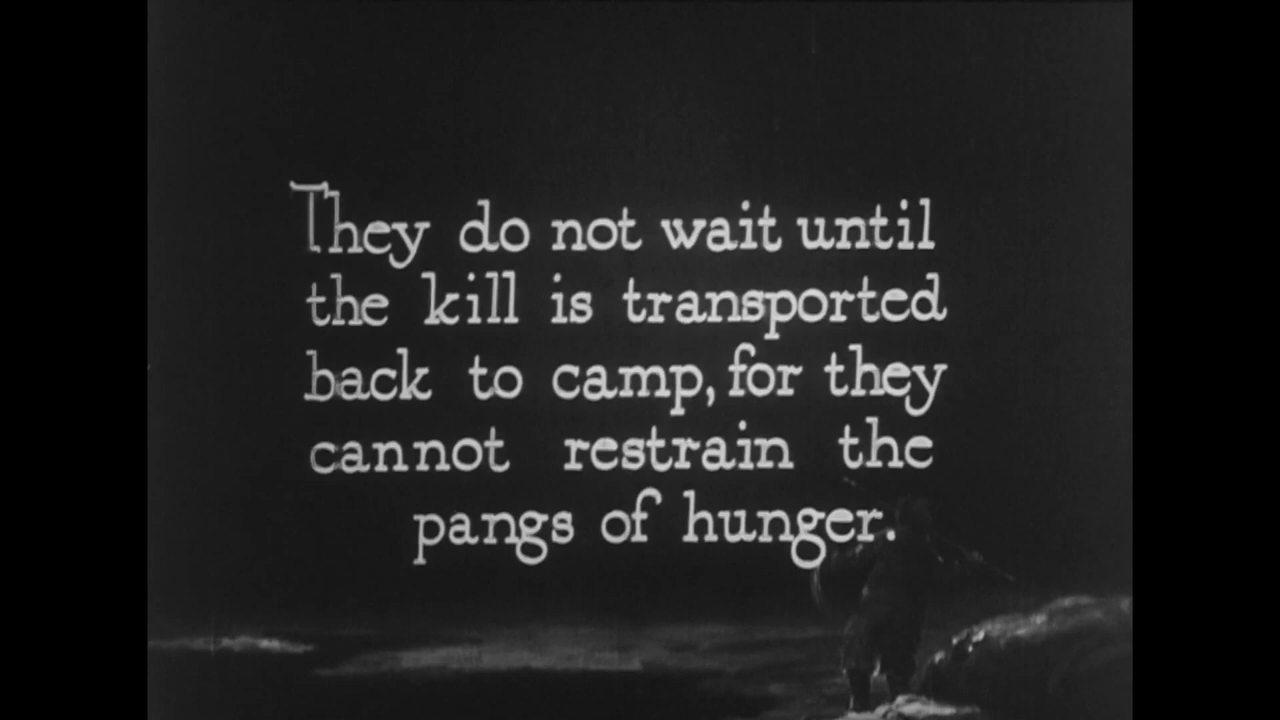 They do not wait until
the kill is transported
back to camp, for they
cannot restrain the
pangs of hunger.